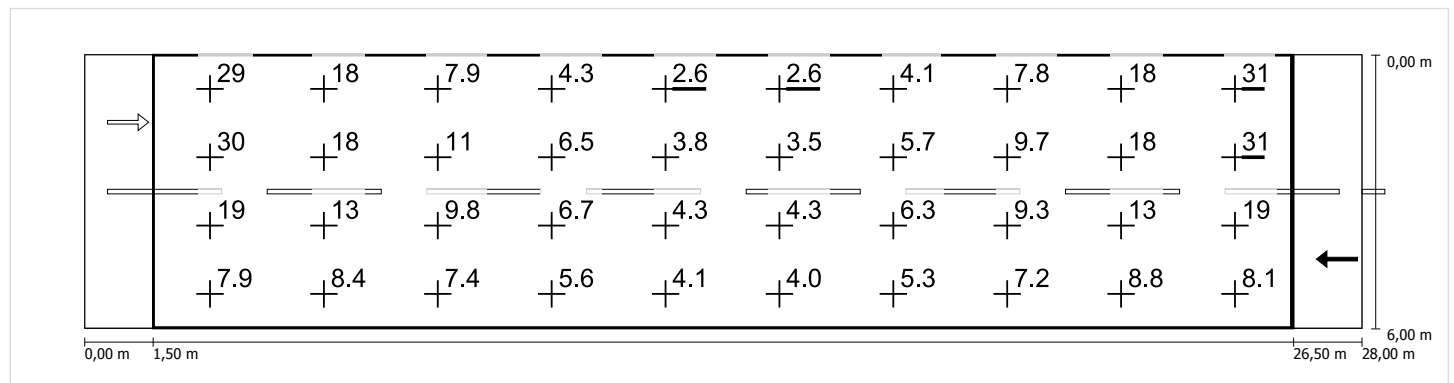 29 18 7.9 4.3 2.6 2.6 4.1 7.8 18 31
0,00 m
30 18 11 6.5 3.8 3.5 5.7 9.7 18 31
19 13 9.8 6.7 4.3 4.3 6.3 9.3 13 19
7.9 8.4 7.4 5.6 4.1 4.0 5.3 7.2 8.8 8.1
6,00 m
0,00 m 1,50 m 26,50 m 28,00 m